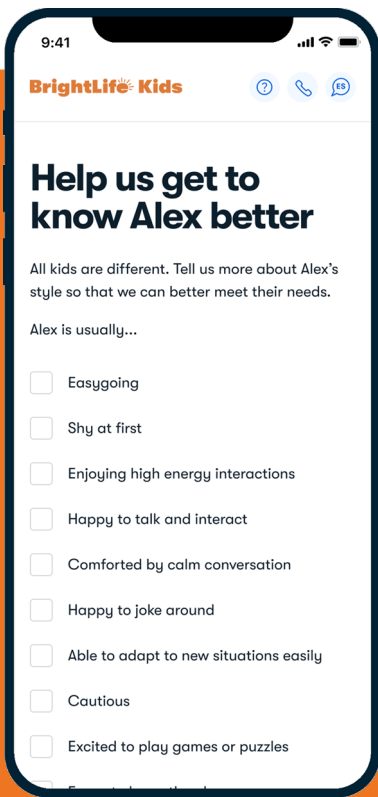 9:41
BrightLife Kids
ES
Help us get to
know Alex better
All kids are different. Tell us more about Alex's
style so that we can better meet their needs.
Alex is usually...
Easygoing
Shy at first
Enjoying high energy interactions
Happy to talk and interact
Comforted by calm conversation
Happy to joke around
Able to adapt to new situations easily
Cautious
Excited to play games or puzzles